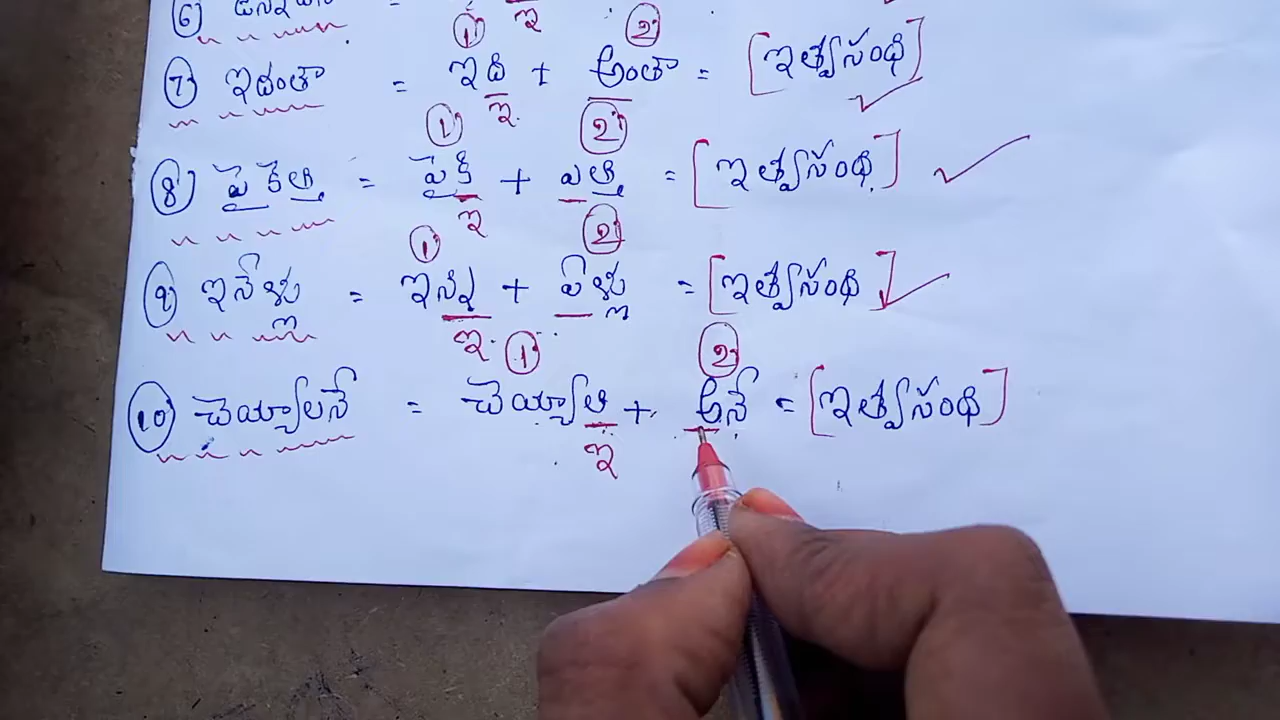 6)
7) ఇదంతా = ఇది + అంతా = [ఇత్వసంధి]
8) పైకెత్తి = పైకి + ఎత్తి = [ఇత్వసంధి]
9) ఇన్నేళ్లు = ఇన్ని + ఏళ్లు = [ఇత్వసంధి]
10) చెయ్యాలనే = చెయ్యాలి + అనే = [ఇత్వసంధి]